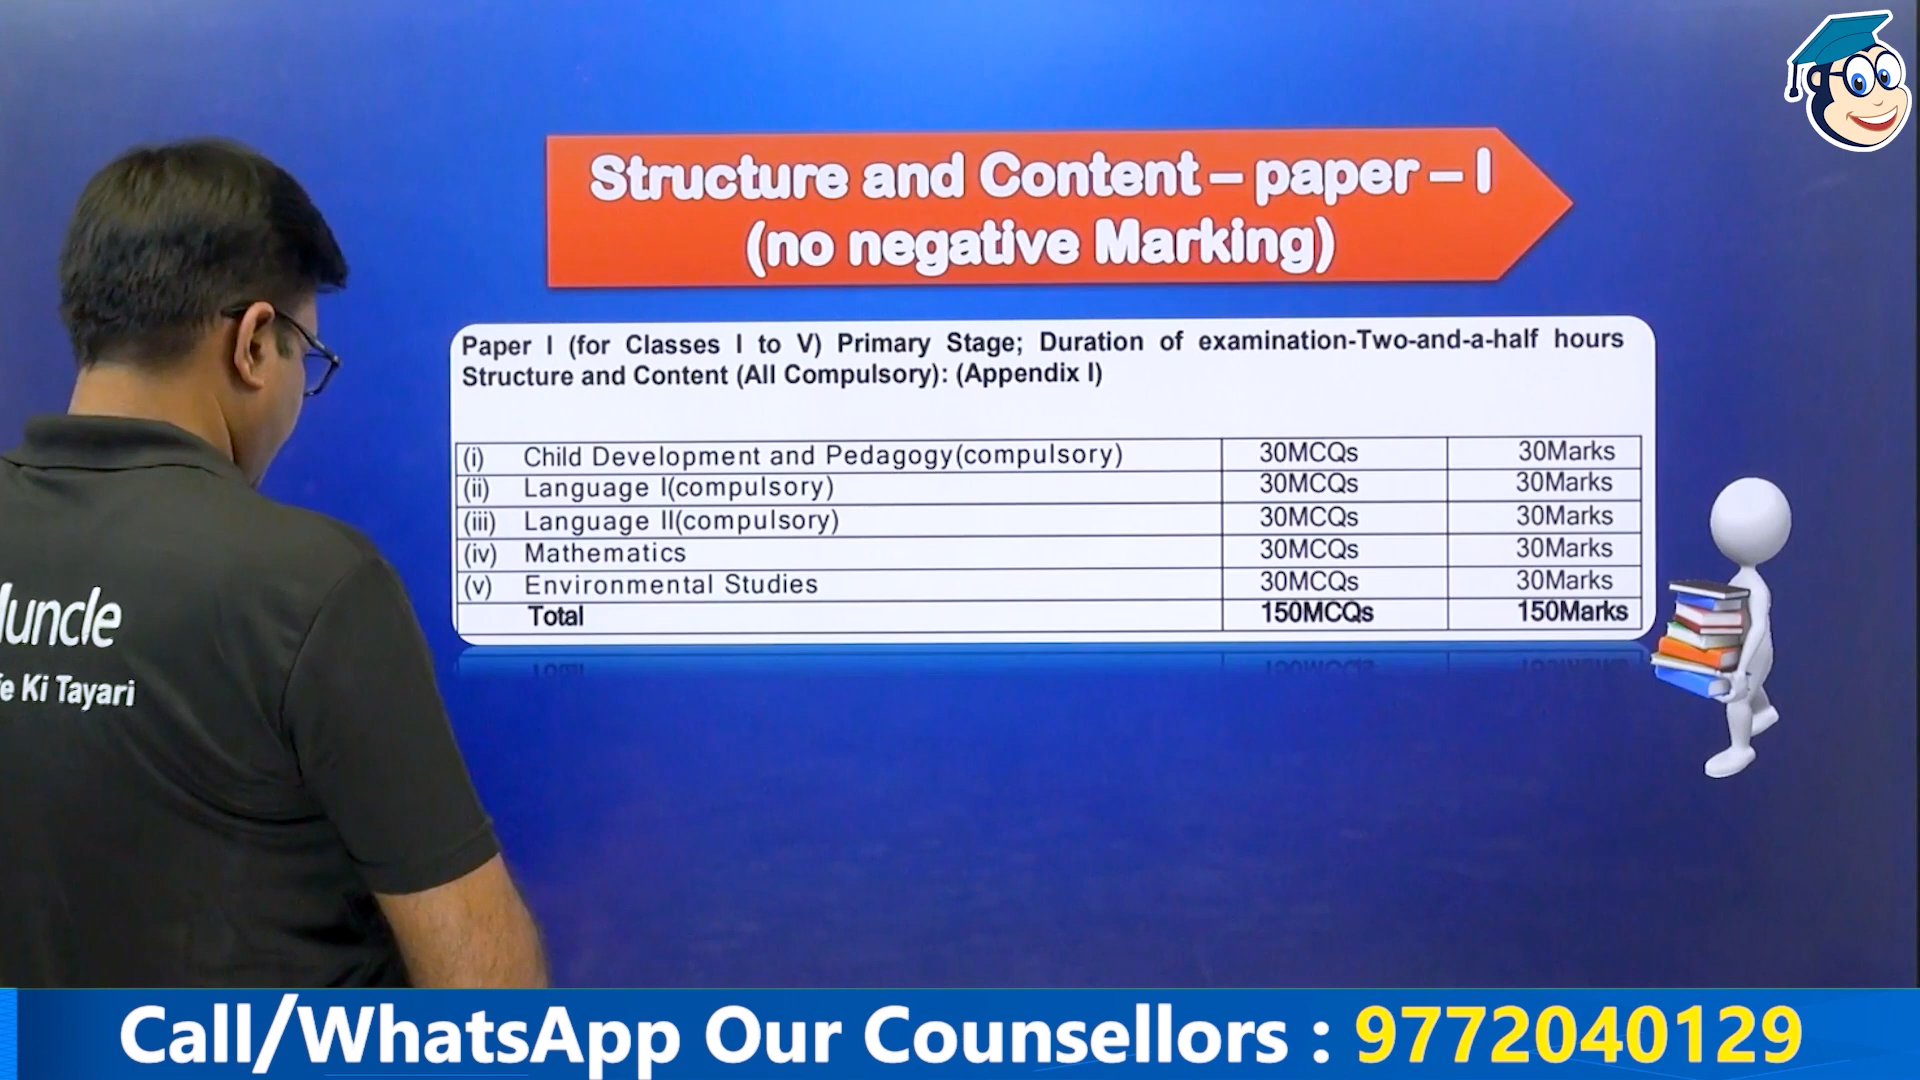 Structure and Content – paper – I
(no negative Marking)
Paper I (for Classes I to V) Primary Stage; Duration of examination-Two-and-a-half hours
Structure and Content (All Compulsory): (Appendix I)
(i) Child Development and Pedagogy(compulsory) 30MCQs 30Marks
(ii) Language I(compulsory) 30MCQs 30Marks
(iii) Language II(compulsory) 30MCQs 30Marks
(iv) Mathematics 30MCQs 30Marks
(v) Environmental Studies 30MCQs 30Marks
Total 150MCQs 150Marks
uncle
e Ki Tayari
Call/WhatsApp Our Counsellors : 9772040129